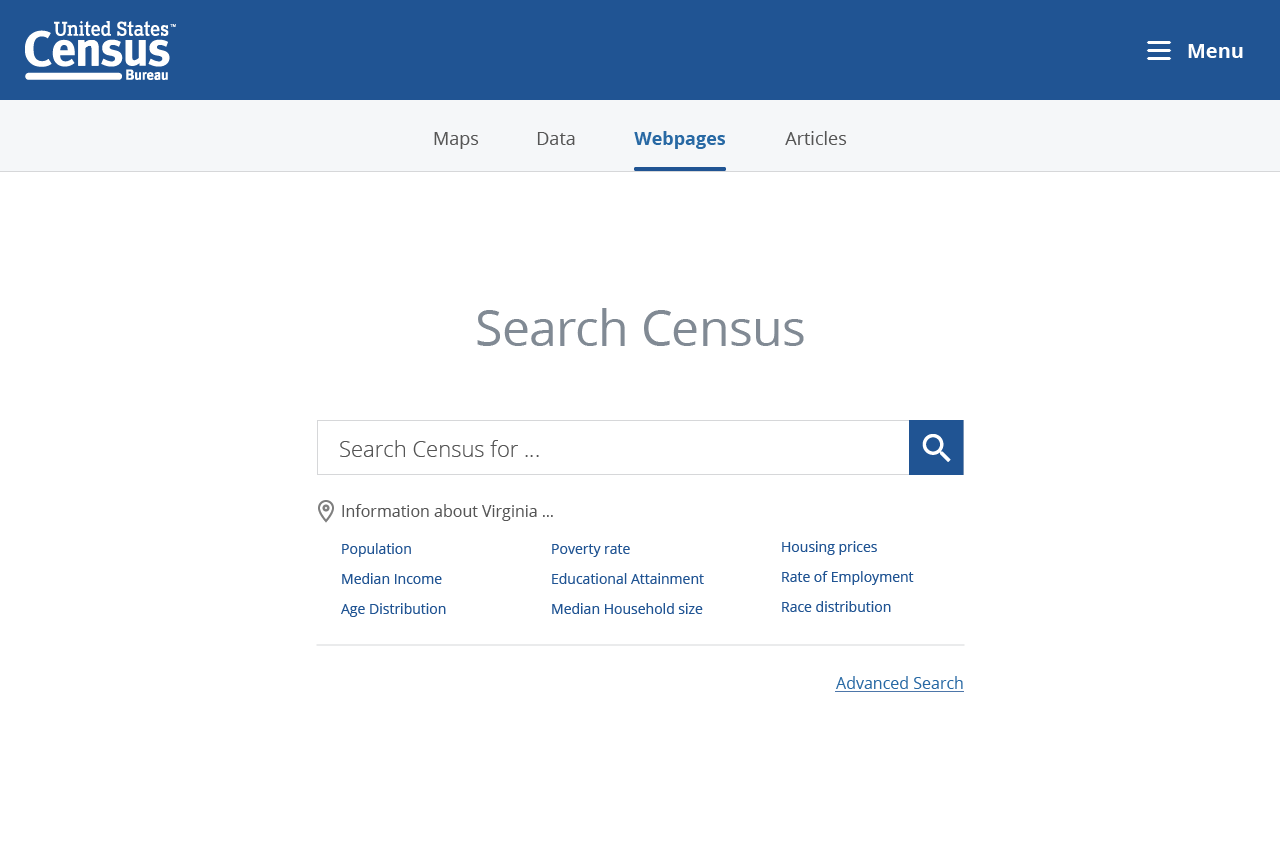 United States™
Census
Bureau
Menu
Maps Data Webpages Articles
Search Census
Search Census for ...
Information about Virginia ...
Population Poverty rate Housing prices
Median Income Educational Attainment Rate of Employment
Age Distribution Median Household size Race distribution
Advanced Search